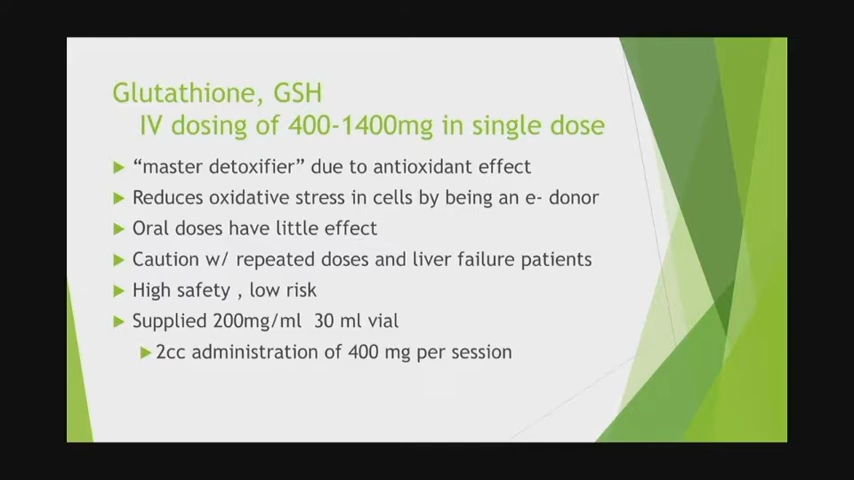 Glutathione, GSH
IV dosing of 400-1400mg in single dose
“master detoxifier” due to antioxidant effect
Reduces oxidative stress in cells by being an e- donor
Oral doses have little effect
Caution w/ repeated doses and liver failure patients
High safety , low risk
Supplied 200mg/ml  30 ml vial
2cc administration of 400 mg per session